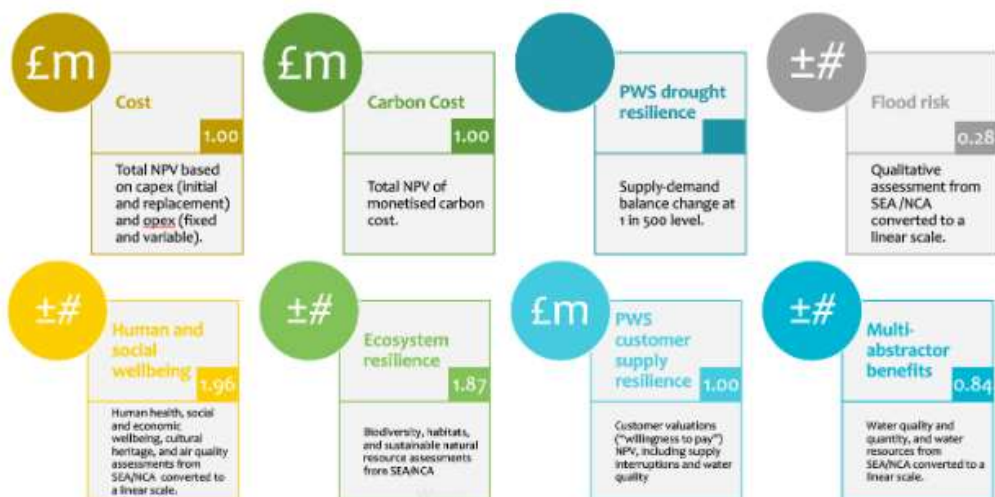 £m
Cost
1.00
Total NPV based
on capex (initial
and replacement)
and opex (fixed
and variable).
£m
Carbon Cost
1.00
Total NPV of
monetised carbon
cost.
PWS drought
resilience
Supply-demand
balance change at
1 in 500 level.
±#
Flood risk
0.28
Qualitative
assessment from
SEA /NCA
converted to a
linear scale.
±#
Human and
social
wellbeing
1.96
Human health, social
and economic
wellbeing, cultural
heritage, and air quality
assessments from
SEA/NCA converted to
a linear scale.
±#
Ecosystem
resilience
1.87
Biodiversity, habitats,
and sustainable natural
resource assessments
from SEA/NCA
£m
PWS
customer
supply
resilience
1.00
Customer valuations
("willingness to pay")
NPV, including supply
interruptions and water
quality
±#
Multi-
abstractor
benefits
0.84
Water quality and
quantity, and water
resources from
SEA/NCA converted to a
linear scale.